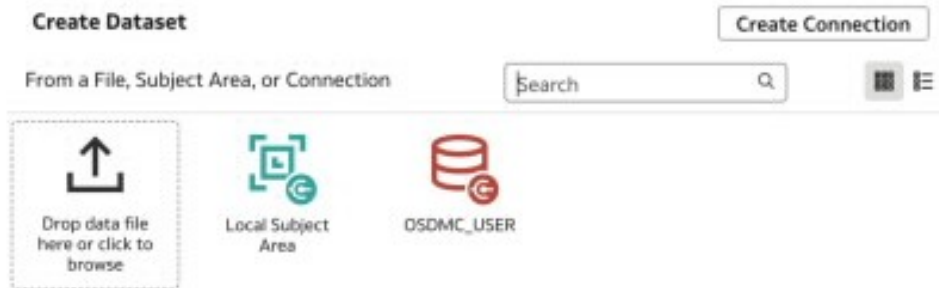 Create Dataset
Create Connection
From a File, Subject Area, or Connection
Search
Drop data file
here or click to
browse
Local Subject
Area
OSDMC_USER